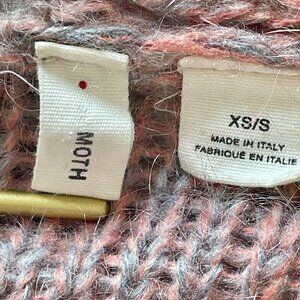 MOTH
XS/S
MADE IN ITALY
FABRIQUÉ EN ITALIE